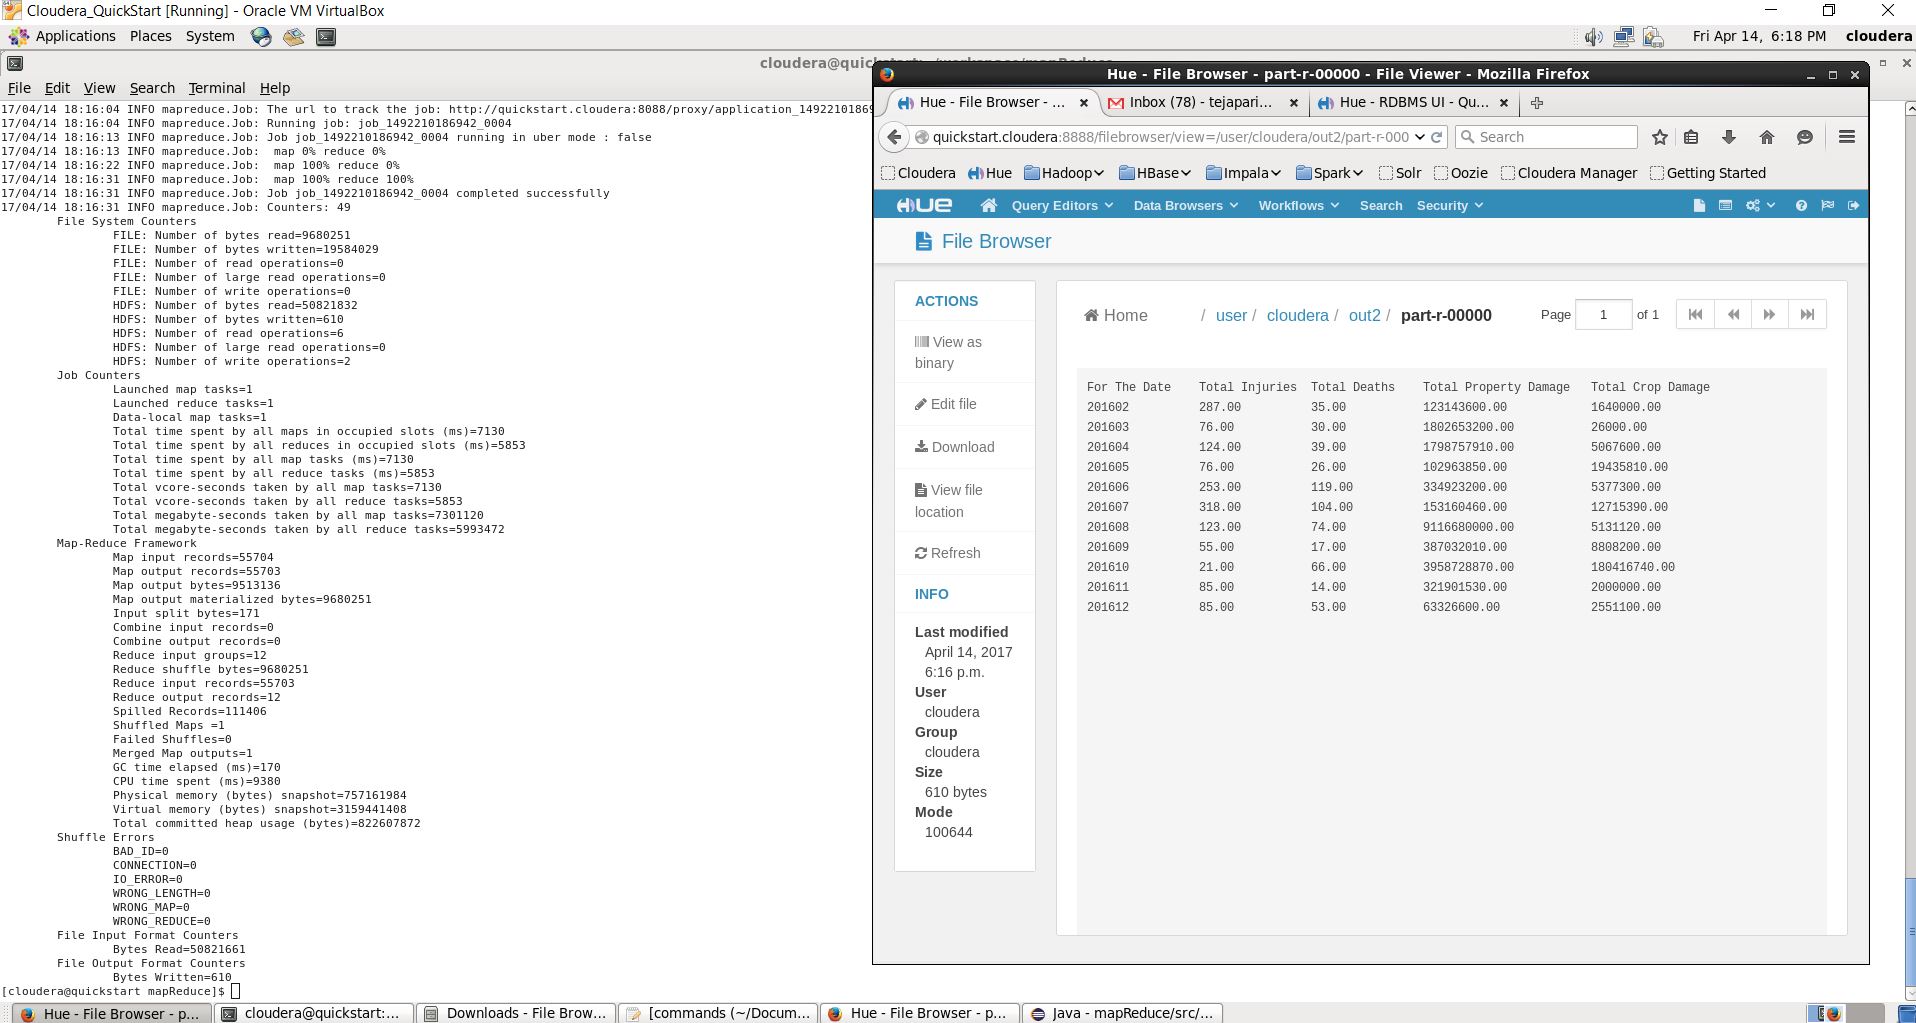 Cloudera_QuickStart [Running] - Oracle VM VirtualBox
Applications Places System
Fri Apr 14, 6:18 PM cloudera
File Edit View Search Terminal Help
17/04/14 18:16:04 INFO mapreduce.Job: The url to track the job: http://quickstart.cloudera:8088/proxy/application_14922101869
17/04/14 18:16:04 INFO mapreduce.Job: Running job: job_1492210186942_0004
17/04/14 18:16:13 INFO mapreduce.Job: Job job_1492210186942_0004 running in uber mode : false
17/04/14 18:16:13 INFO mapreduce.Job:  map 0% reduce 0%
17/04/14 18:16:22 INFO mapreduce.Job:  map 100% reduce 0%
17/04/14 18:16:31 INFO mapreduce.Job:  map 100% reduce 100%
17/04/14 18:16:31 INFO mapreduce.Job: Job job_1492210186942_0004 completed successfully
17/04/14 18:16:31 INFO mapreduce.Job: Counters: 49
File System Counters
FILE: Number of bytes read=9680251
FILE: Number of bytes written=19584029
FILE: Number of read operations=0
FILE: Number of large read operations=0
FILE: Number of write operations=0
HDFS: Number of bytes read=50821832
HDFS: Number of bytes written=610
HDFS: Number of read operations=6
HDFS: Number of large read operations=0
HDFS: Number of write operations=2
Job Counters
Launched map tasks=1
Launched reduce tasks=1
Data-local map tasks=1
Total time spent by all maps in occupied slots (ms)=7130
Total time spent by all reduces in occupied slots (ms)=5853
Total time spent by all map tasks (ms)=7130
Total time spent by all reduce tasks (ms)=5853
Total vcore-seconds taken by all map tasks=7130
Total vcore-seconds taken by all reduce tasks=5853
Total megabyte-seconds taken by all map tasks=7301120
Total megabyte-seconds taken by all reduce tasks=5993472
Map-Reduce Framework
Map input records=55704
Map output records=55703
Map output bytes=9513136
Map output materialized bytes=9680251
Input split bytes=171
Combine input records=0
Combine output records=0
Reduce input groups=12
Reduce shuffle bytes=9680251
Reduce input records=55703
Reduce output records=12
Spilled Records=111406
Shuffled Maps =1
Failed Shuffles=0
Merged Map outputs=1
GC time elapsed (ms)=170
CPU time spent (ms)=9380
Physical memory (bytes) snapshot=757161984
Virtual memory (bytes) snapshot=3159441408
Total committed heap usage (bytes)=822607872
Shuffle Errors
BAD_ID=0
CONNECTION=0
IO_ERROR=0
WRONG_LENGTH=0
WRONG_MAP=0
WRONG_REDUCE=0
File Input Format Counters
Bytes Read=50821661
File Output Format Counters
Bytes Written=610
[cloudera@quickstart mapReduce]$
Hue - File Browser - part-r-00000 - File Viewer - Mozilla Firefox
Hue - File Browser - ... Inbox (78) - tejapari... Hue - RDBMS UI - Qu...
quickstart.cloudera:8888/filebrowser/view=/user/cloudera/out2/part-r-000 Search
Cloudera Hue Hadoop HBase Impala Spark Solr Oozie Cloudera Manager Getting Started
HUE Query Editors Data Browsers Workflows Search Security
File Browser
ACTIONS
View as
binary
Edit file
Download
View file
location
Refresh
INFO
Last modified
April 14, 2017
6:16 p.m.
User
cloudera
Group
cloudera
Size
610 bytes
Mode
100644
Home / user / cloudera / out2 / part-r-00000 Page 1 of 1
For The Date Total Injuries Total Deaths Total Property Damage Total Crop Damage
201602 287.00 35.00 123143600.00 1640000.00
201603 76.00 30.00 1802653200.00 26000.00
201604 124.00 39.00 1798757910.00 5067600.00
201605 76.00 26.00 102963850.00 19435810.00
201606 253.00 119.00 334923200.00 5377300.00
201607 318.00 104.00 153160460.00 12715390.00
201608 123.00 74.00 9116680000.00 5131120.00
201609 55.00 17.00 387032010.00 8808200.00
201610 21.00 66.00 3958728870.00 180416740.00
201611 85.00 14.00 321901530.00 2000000.00
201612 85.00 53.00 63326600.00 2551100.00
Hue - File Browser - p... cloudera@quickstart:... Downloads - File Brow... [commands (~/Docum... Hue - File Browser - p... Java - mapReduce/src/...